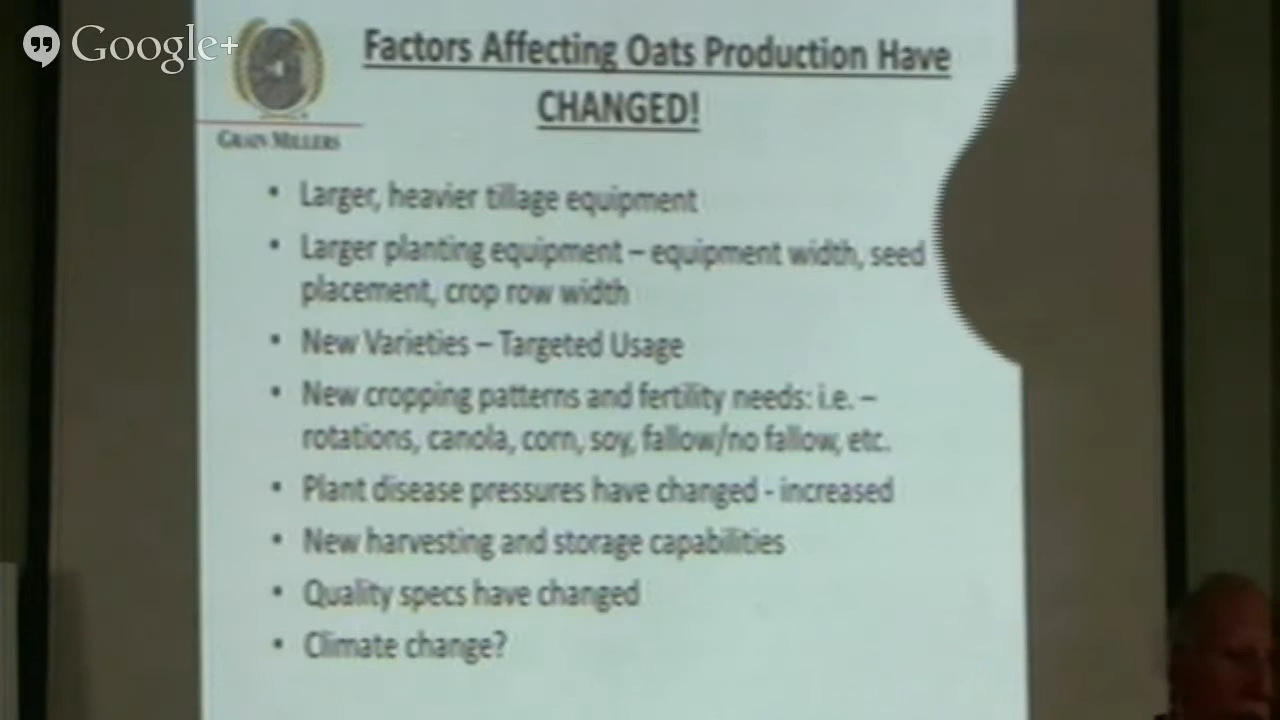 Google+
Factors Affecting Oats Production Have
CHANGED!
GRAIN MILLERS
• Larger, heavier tillage equipment
• Larger planting equipment – equipment width, seed
placement, crop row width
• New Varieties – Targeted Usage
• New cropping patterns and fertility needs: i.e. –
rotations, canola, corn, soy, fallow/no fallow, etc.
• Plant disease pressures have changed - increased
• New harvesting and storage capabilities
• Quality specs have changed
• Climate change?